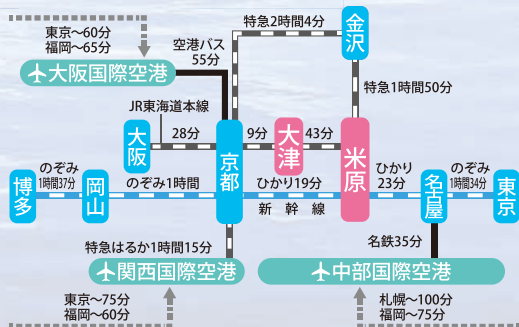 東京〜60分
福岡〜65分
大阪国際空港
空港バス
55分
特急2時間4分
金沢
特急1時間50分
JR東海道本線
大阪
28分
京都
9分
大津
43分
米原
博多
のぞみ
1時間37分
岡山
のぞみ1時間
ひかり19分
新幹線
ひかり
23分
名古屋
のぞみ
1時間34分
東京
特急はるか1時間15分
関西国際空港
名鉄35分
中部国際空港
東京〜75分
福岡〜60分
札幌〜100分
福岡〜75分